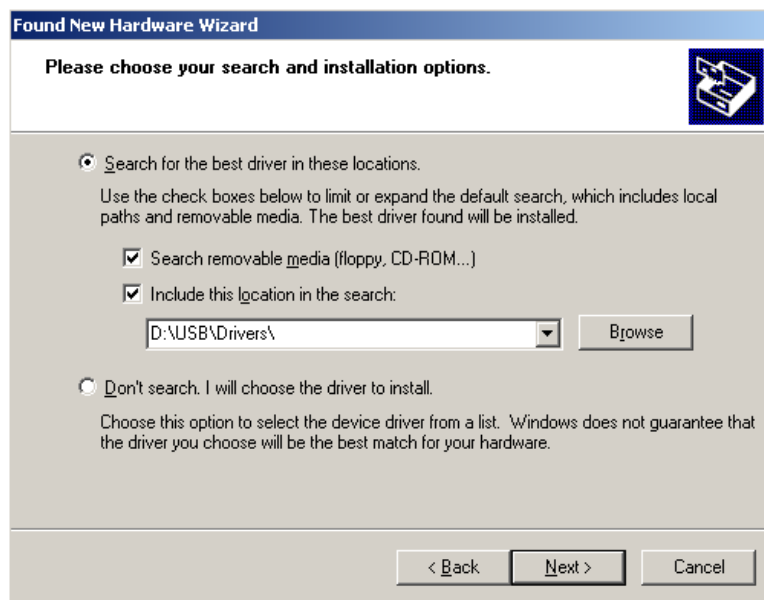 Found New Hardware Wizard
Please choose your search and installation options.
Search for the best driver in these locations.
Use the check boxes below to limit or expand the default search, which includes local
paths and removable media. The best driver found will be installed.
Search removable media (floppy, CD-ROM...)
Include this location in the search:
D:\USB\Drivers\
Browse
Don't search. I will choose the driver to install.
Choose this option to select the device driver from a list. Windows does not guarantee that
the driver you choose will be the best match for your hardware.
< Back
Next >
Cancel